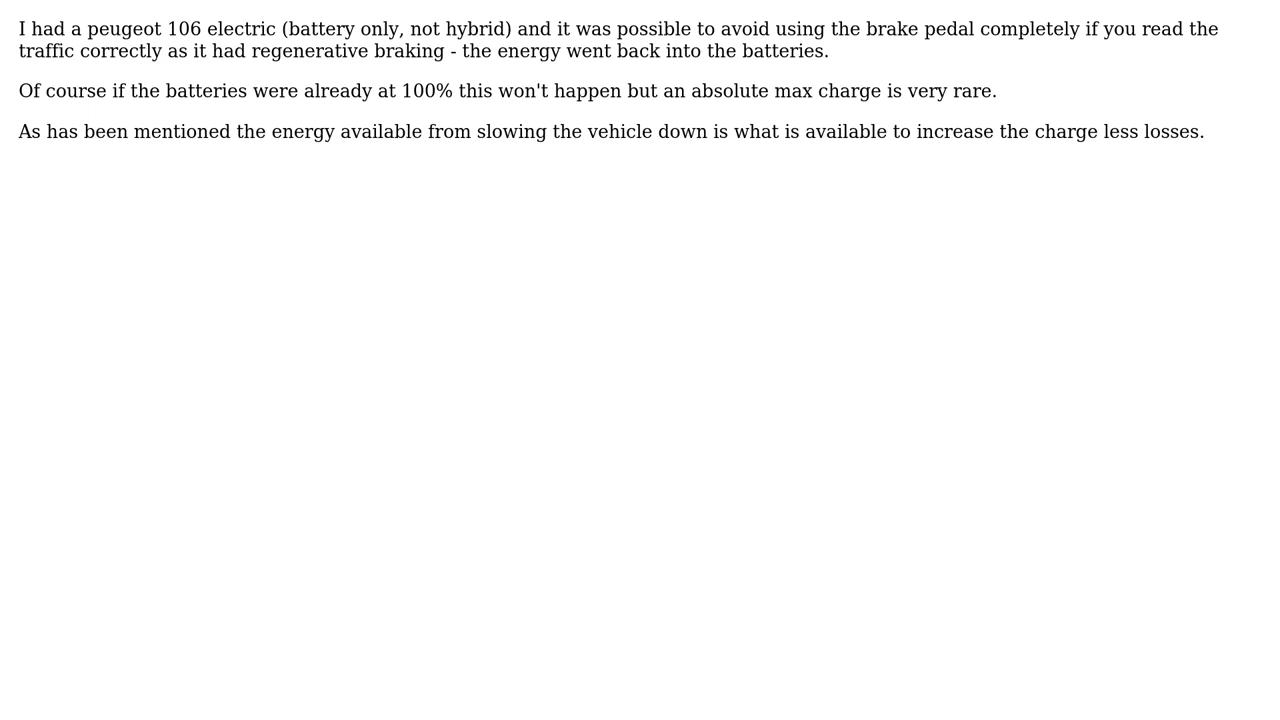 I had a peugeot 106 electric (battery only, not hybrid) and it was possible to avoid using the brake pedal completely if you read the
traffic correctly as it had regenerative braking - the energy went back into the batteries.
Of course if the batteries were already at 100% this won't happen but an absolute max charge is very rare.
As has been mentioned the energy available from slowing the vehicle down is what is available to increase the charge less losses.